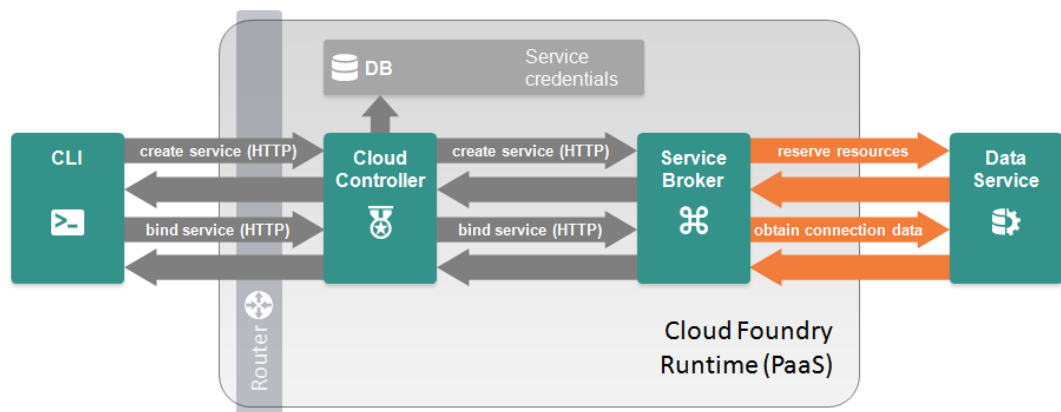 DB
Service
credentials
CLI
create service (HTTP)
Cloud
Controller
create service (HTTP)
Service
Broker
reserve resources
Data
Service
>_
bind service (HTTP)
bind service (HTTP)
obtain connection data
Router
Cloud Foundry
Runtime (PaaS)